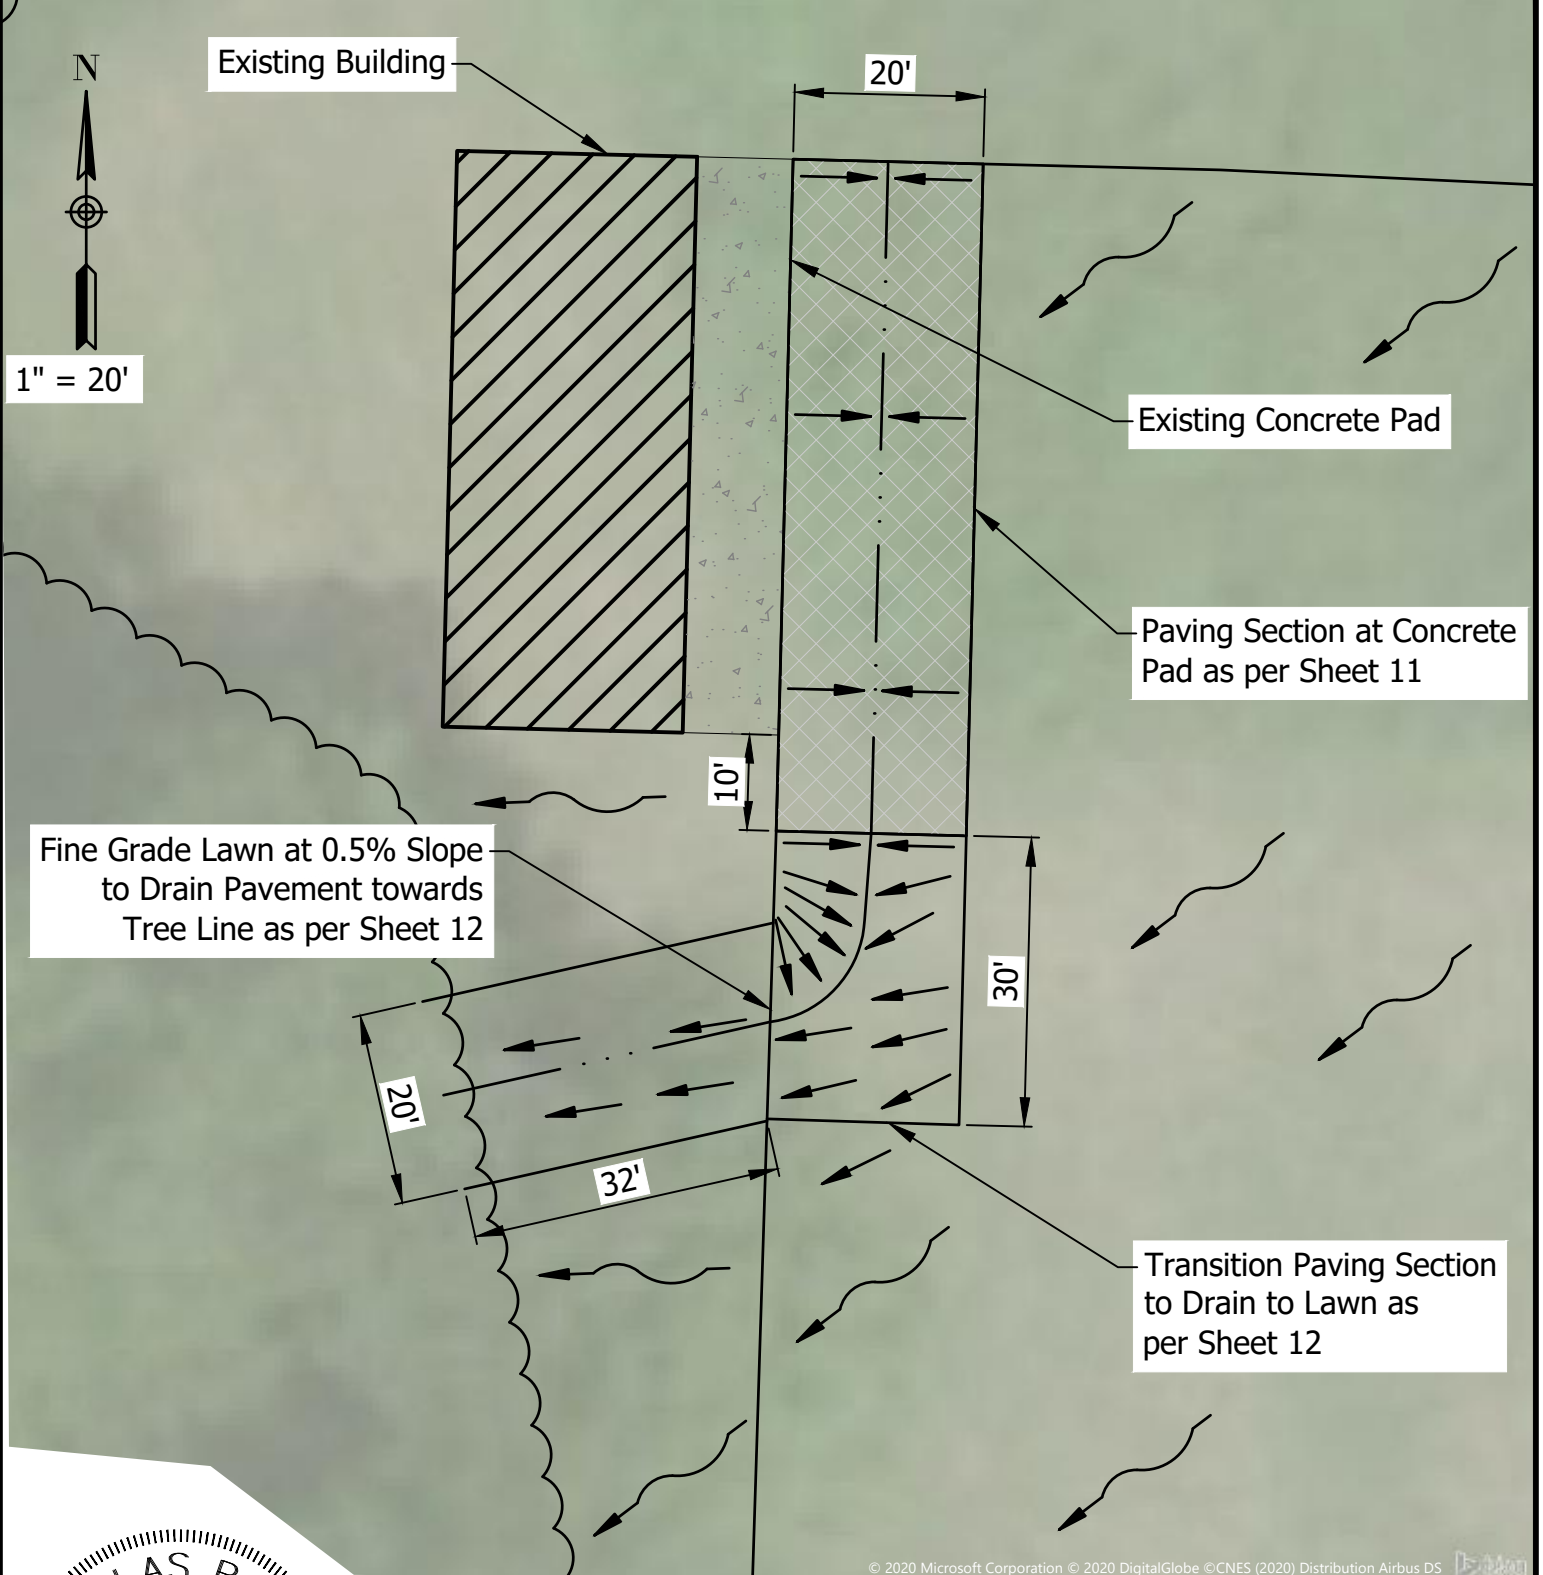 N
Existing Building
20'
1" = 20'
Existing Concrete Pad
Paving Section at Concrete
Pad as per Sheet 11
10'
Fine Grade Lawn at 0.5% Slope
to Drain Pavement towards
Tree Line as per Sheet 12
30'
20'
32'
Transition Paving Section
to Drain to Lawn as
per Sheet 12
LAS
© 2020 Microsoft Corporation © 2020 DigitalGlobe ©CNES (2020) Distribution Airbus DS